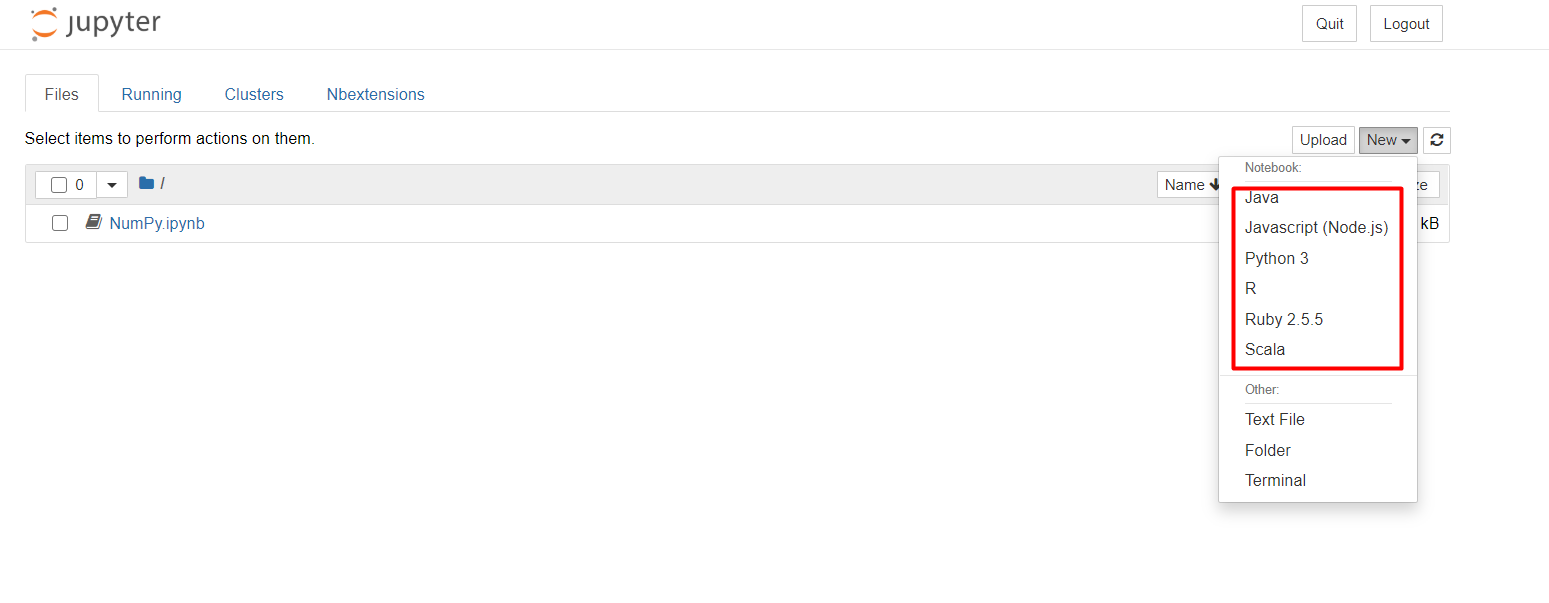 jupyter
Quit Logout
Files Running Clusters Nbextensions
Select items to perform actions on them.
Upload New
Notebook:
0 / Name
Java
NumPy.ipynb kB
Javascript (Node.js)
Python 3
R
Ruby 2.5.5
Scala
Other:
Text File
Folder
Terminal